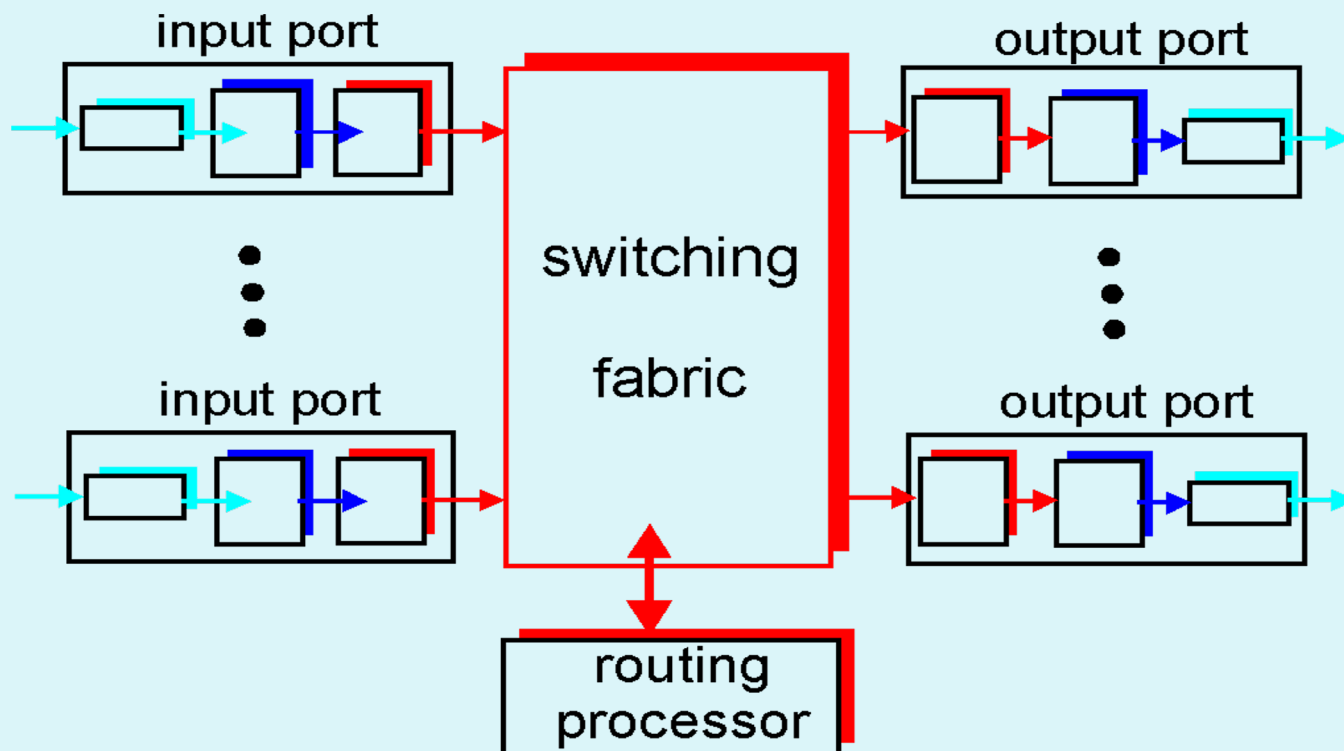 input port
output port
switching
fabric
input port
output port
routing
processor